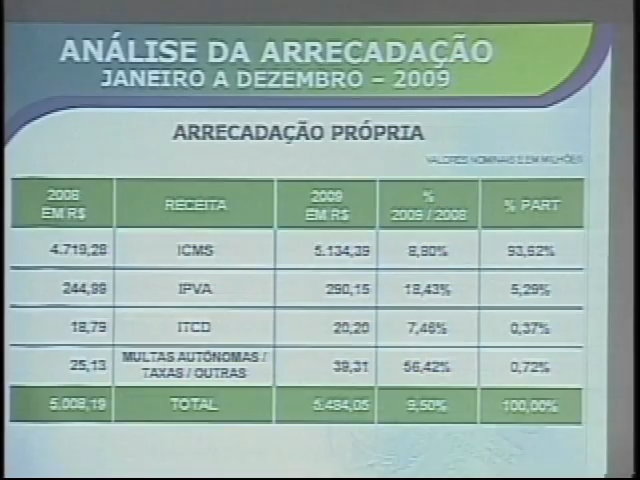 ANÁLISE DA ARRECADAÇÃO
JANEIRO A DEZEMBRO – 2009
ARRECADAÇÃO PRÓPRIA
VALORES NOMINAIS E EM MILHÕES
2008 EM R$ RECEITA 2009 EM R$ % 2009 / 2008 % PART
4.719,28 ICMS 5.134,39 8,80% 93,62%
244,99 IPVA 290,15 18,43% 5,29%
18,79 ITCD 20,20 7,46% 0,37%
25,13 MULTAS AUTÔNOMAS / TAXAS / OUTRAS 39,31 56,42% 0,72%
5.008,19 TOTAL 5.484,05 9,50% 100,00%